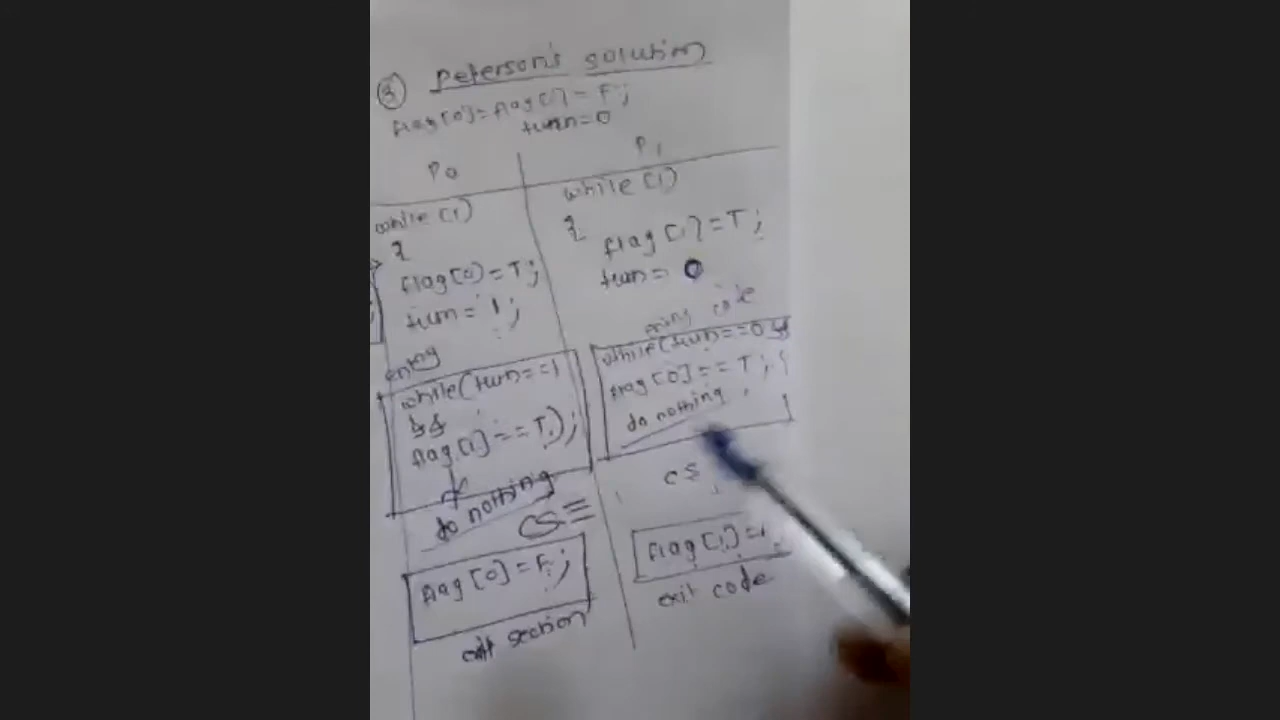 3 Peterson's solution
flag[0]=flag[1]=F;
turn=0
P0
while(1)
{
flag[0]=T;
turn=1;
entry
while(turn==1
&&
flag[1]==T);
do nothing
CS
flag[0]=F;
exit section
P1
while(1)
{
flag[1]=T;
turn=0
entry code
while(turn==0 &&
flag[0]==T;
do nothing
CS
flag[1]=
exit code